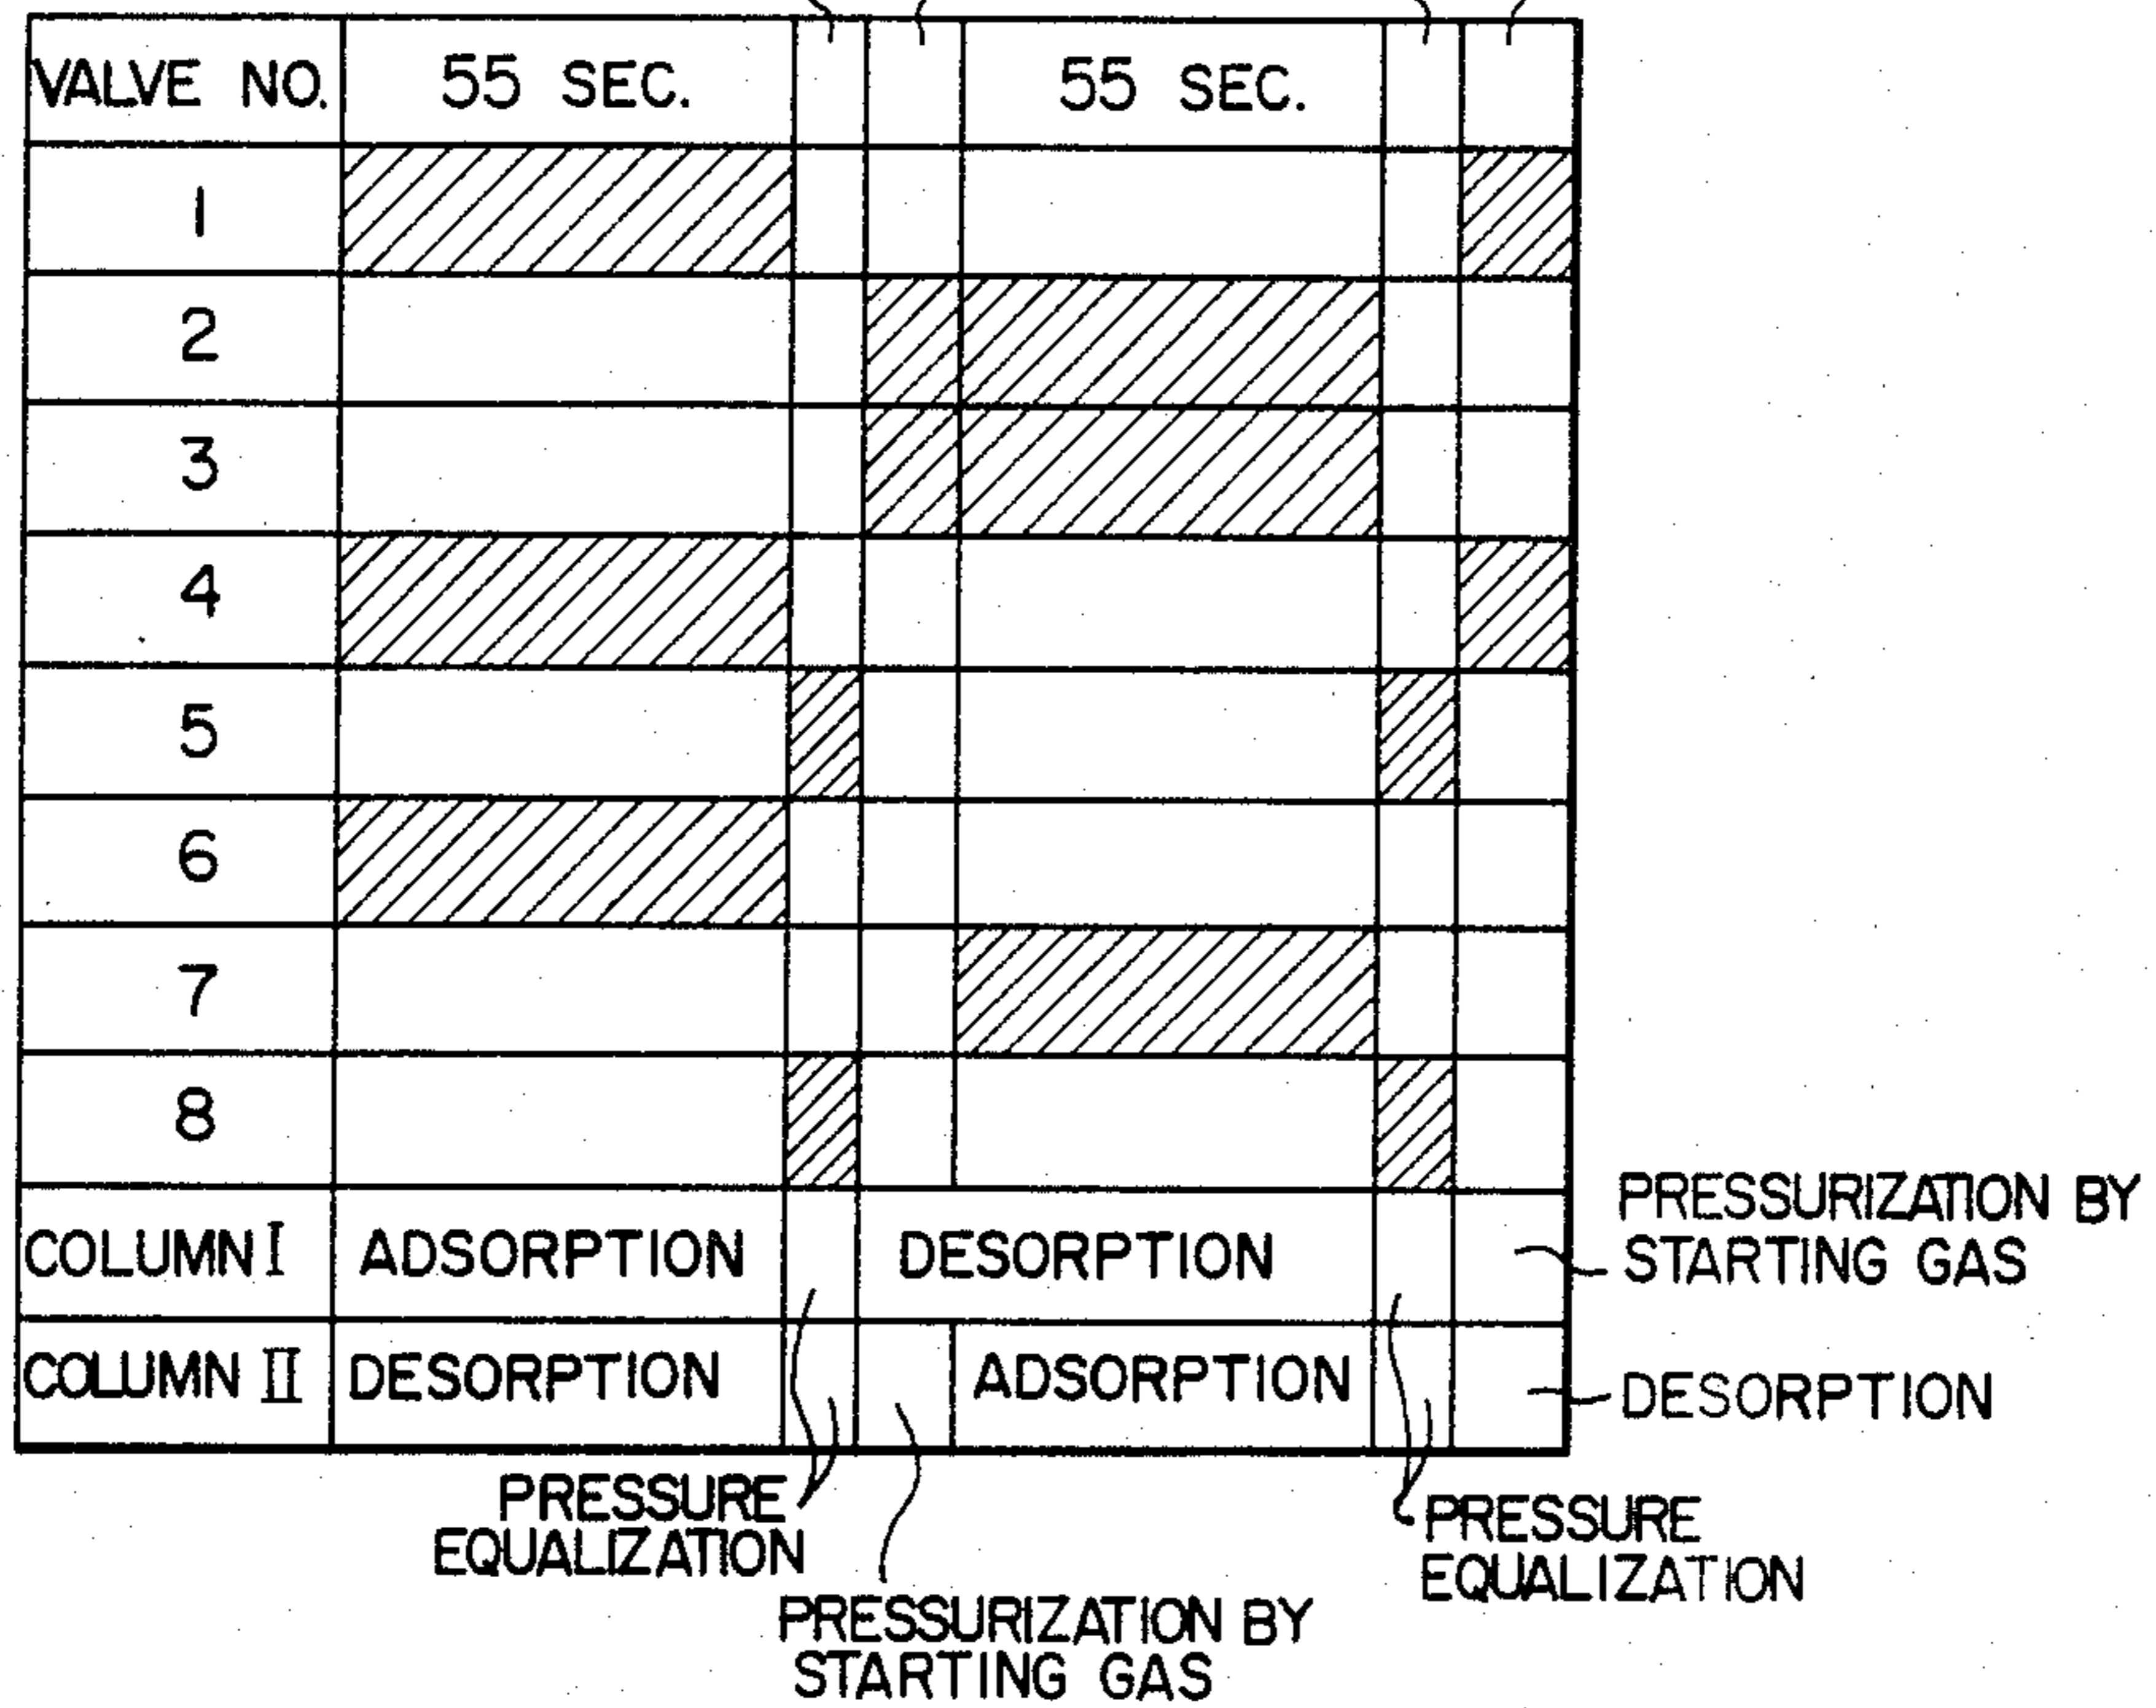 VALVE NO. 55 SEC. 55 SEC.
1
2
3
4
5
6
7
8
COLUMN I ADSORPTION DESORPTION
PRESSURIZATION BY
STARTING GAS
COLUMN II DESORPTION ADSORPTION
DESORPTION
PRESSURE
EQUALIZATION
PRESSURE
EQUALIZATION
PRESSURIZATION BY
STARTING GAS